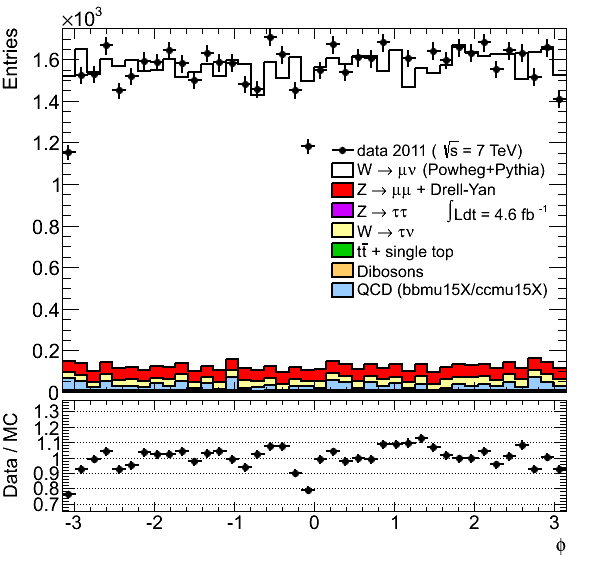 ×10³
Entries
1.6
1.4
1.2
1
0.8
0.6
0.4
0.2
0
data 2011 ( √s = 7 TeV)
W → μν (Powheg+Pythia)
Z → μμ + Drell-Yan
Z → ττ
∫Ldt = 4.6 fb⁻¹
W → τν
tt̅ + single top
Dibosons
QCD (bbmu15X/ccmu15X)
Data / MC
1.3
1.2
1.1
1
0.9
0.8
0.7
-3 -2 -1 0 1 2 3
ϕ